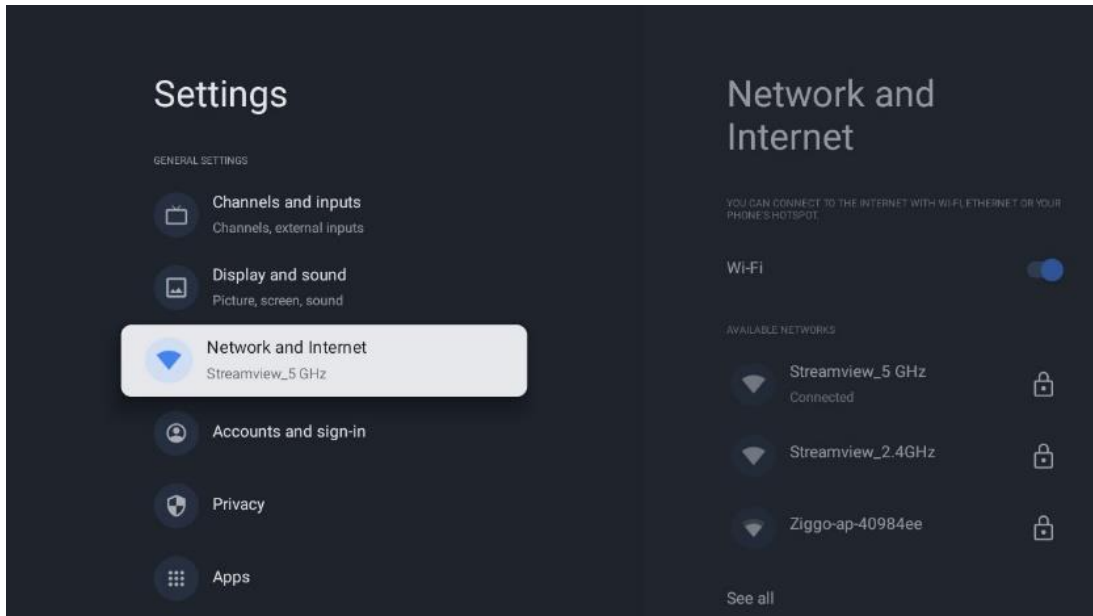 Settings
GENERAL SETTINGS
Channels and inputs
Channels, external inputs
Display and sound
Picture, screen, sound
Network and Internet
Streamview_5 GHz
Accounts and sign-in
Privacy
Apps
Network and
Internet
YOU CAN CONNECT TO THE INTERNET WITH WI-FI, ETHERNET OR YOUR
PHONE'S HOTSPOT.
Wi-Fi
AVAILABLE NETWORKS
Streamview_5 GHz
Connected
Streamview_2.4GHz
Ziggo-ap-40984ee
See all